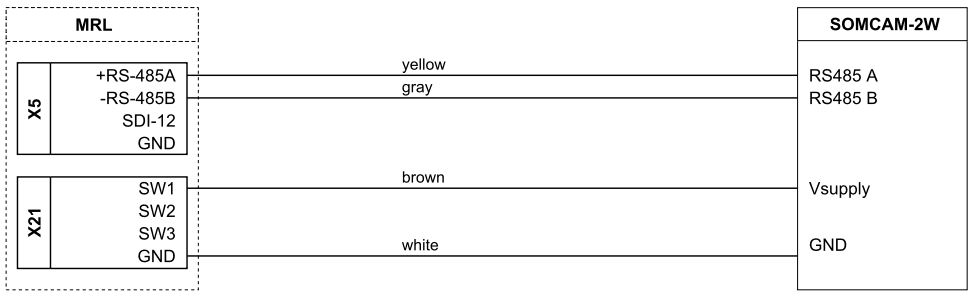 MRL
SOMCAM-2W
X5
+RS-485A
yellow
RS485 A
-RS-485B
gray
RS485 B
SDI-12
GND
X21
SW1
brown
Vsupply
SW2
SW3
GND
white
GND